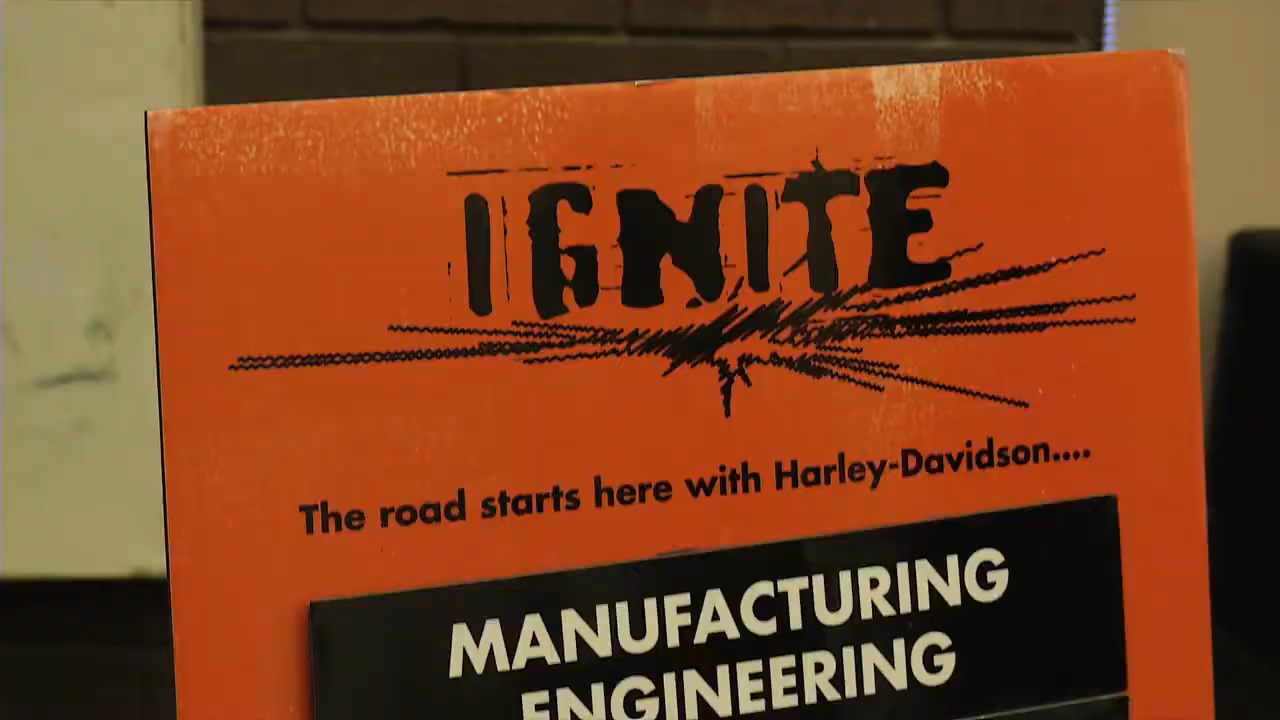 IGNITE
The road starts here with Harley-Davidson....
MANUFACTURING
ENGINEERING